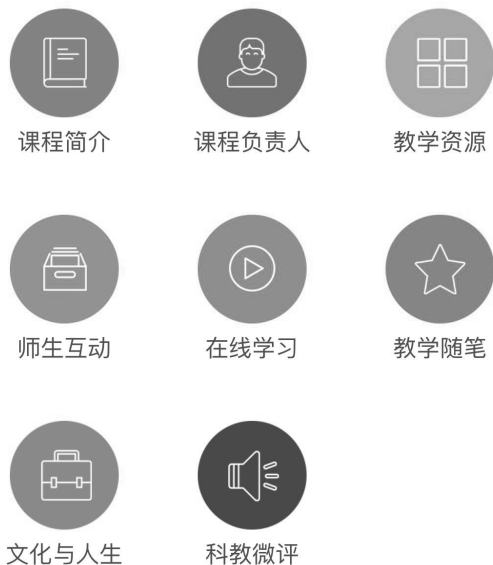 课程简介
课程负责人
教学资源
师生互动
在线学习
教学随笔
文化与人生
科教微评